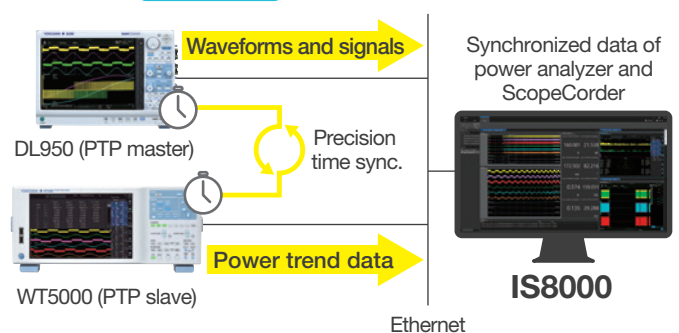 Waveforms and signals
Synchronized data of
power analyzer and
ScopeCorder
DL950 (PTP master)
Precision
time sync.
Power trend data
WT5000 (PTP slave)
IS8000
Ethernet